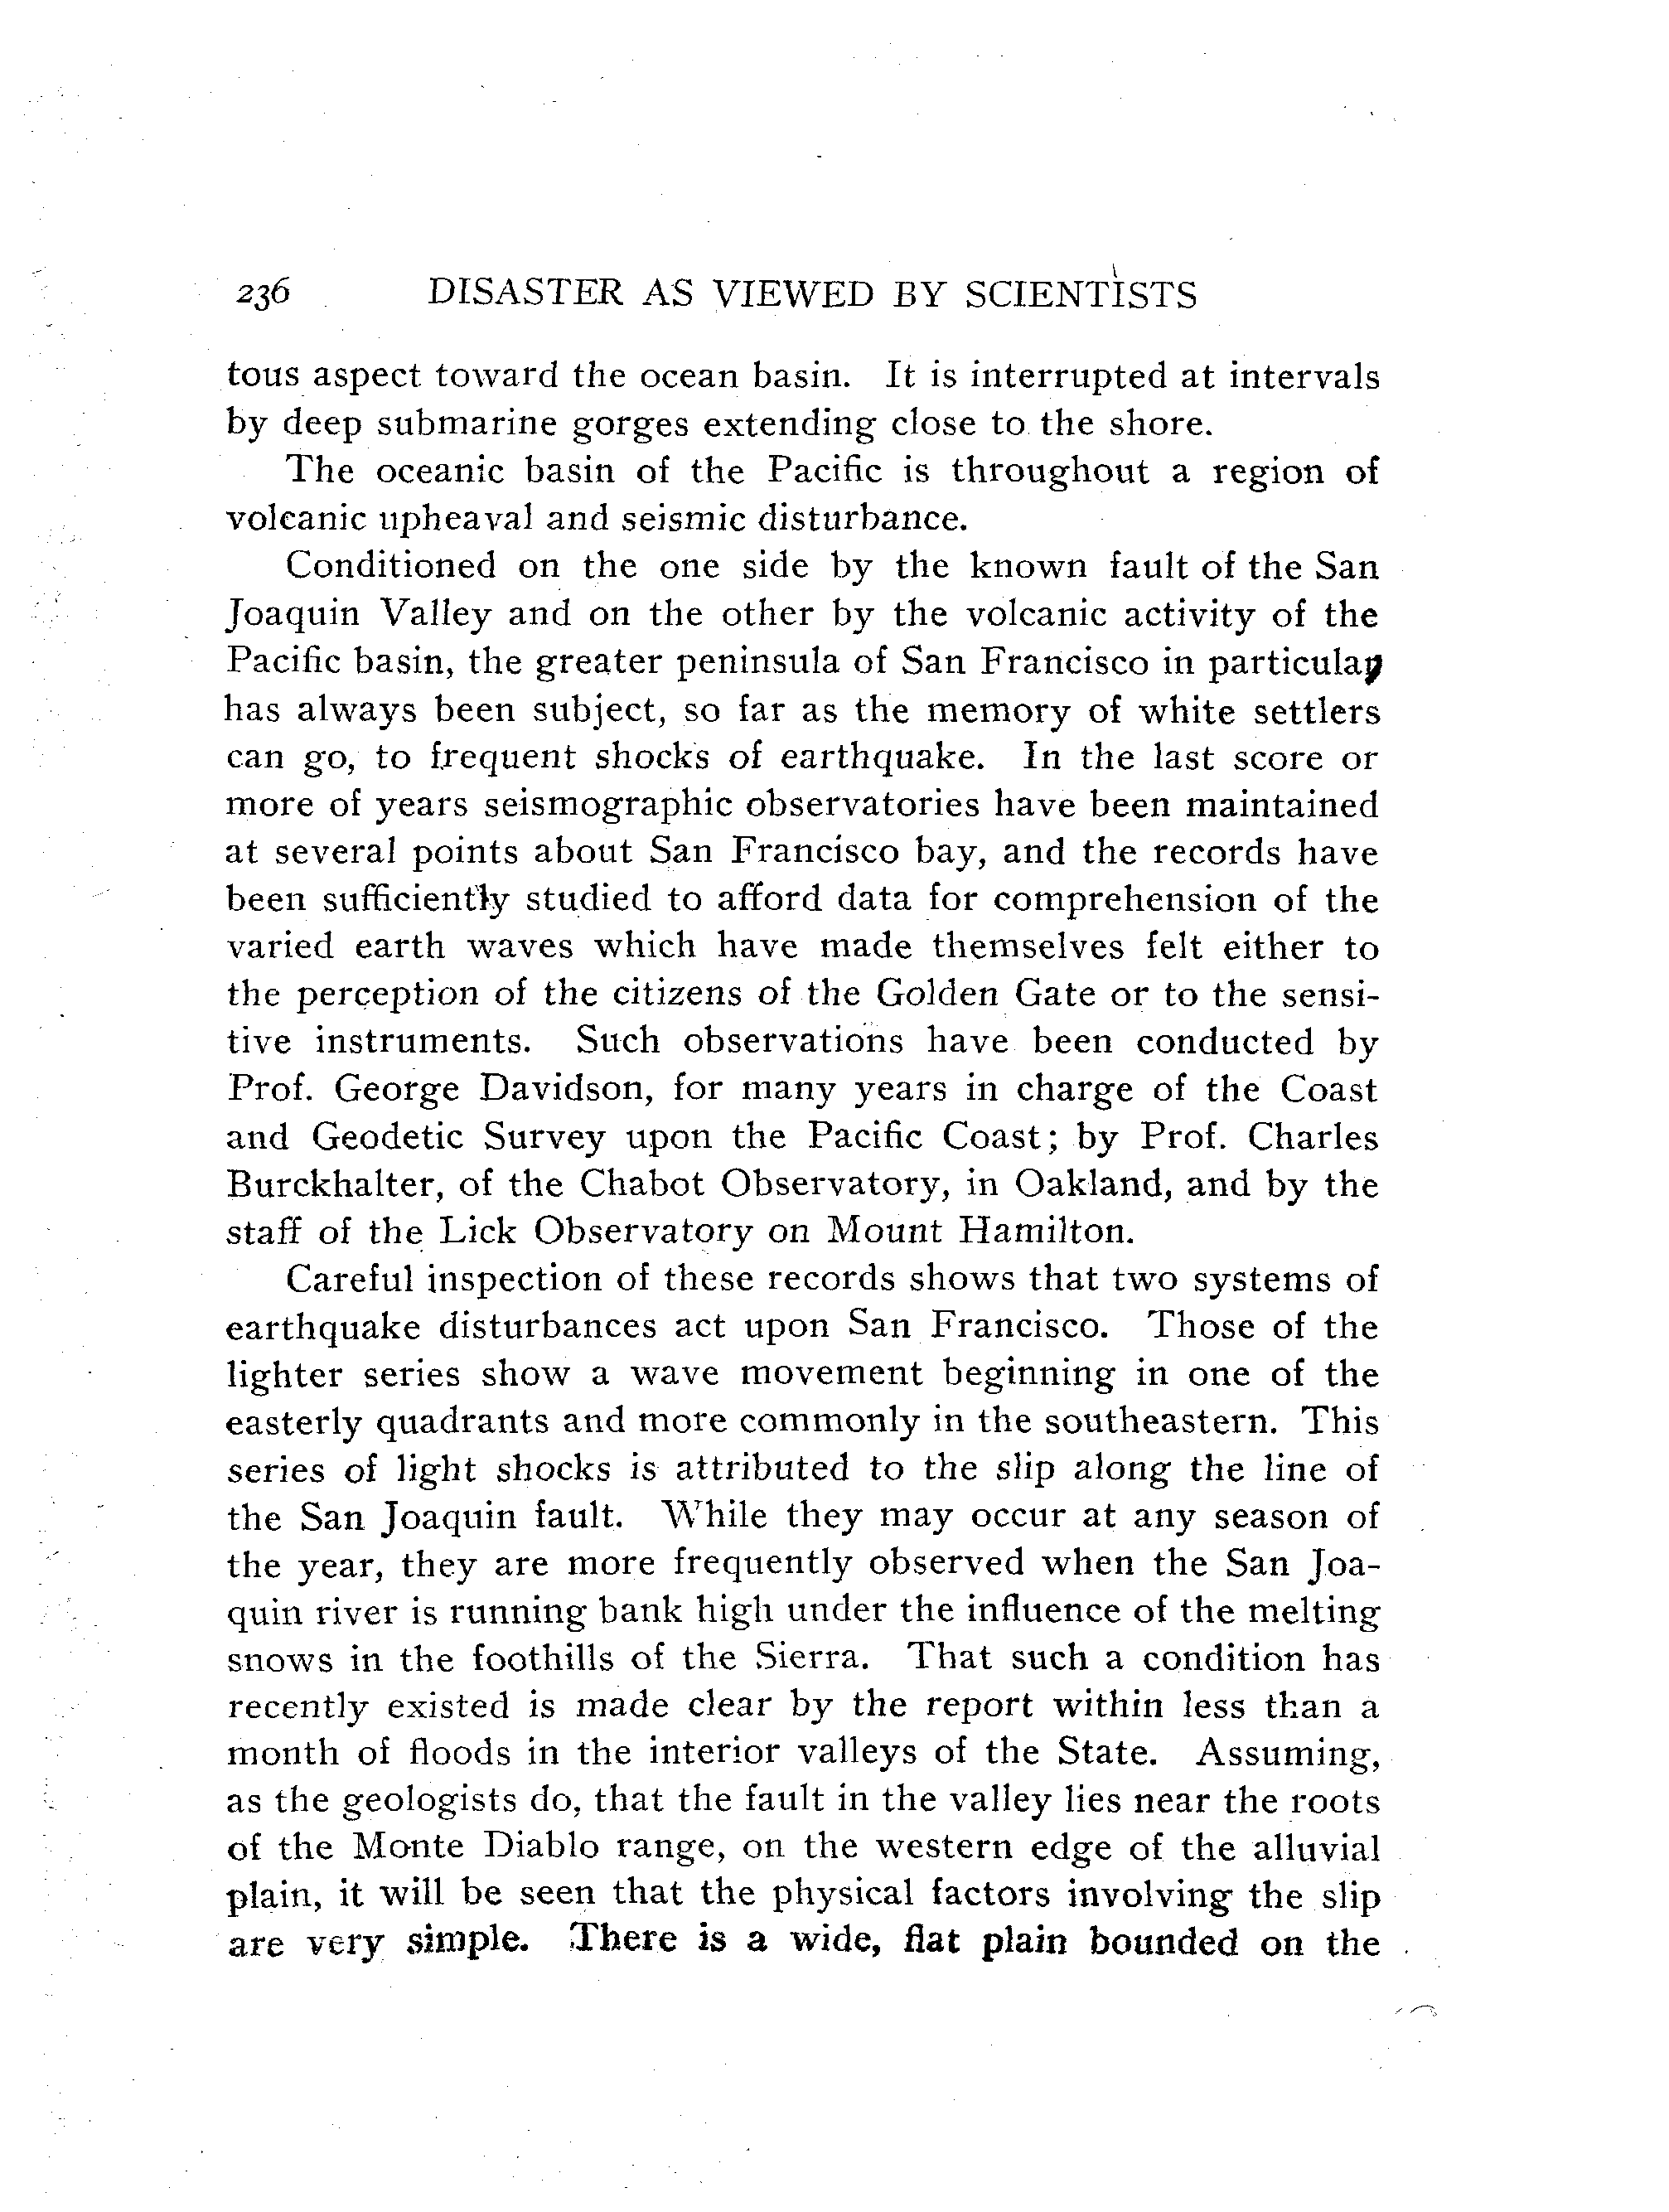 236 DISASTER AS VIEWED BY SCIENTISTS
tous aspect toward the ocean basin. It is interrupted at intervals
by deep submarine gorges extending close to the shore.
The oceanic basin of the Pacific is throughout a region of
volcanic upheaval and seismic disturbance.
Conditioned on the one side by the known fault of the San
Joaquin Valley and on the other by the volcanic activity of the
Pacific basin, the greater peninsula of San Francisco in particular
has always been subject, so far as the memory of white settlers
can go, to frequent shocks of earthquake. In the last score or
more of years seismographic observatories have been maintained
at several points about San Francisco bay, and the records have
been sufficiently studied to afford data for comprehension of the
varied earth waves which have made themselves felt either to
the perception of the citizens of the Golden Gate or to the sensi-
tive instruments. Such observations have been conducted by
Prof. George Davidson, for many years in charge of the Coast
and Geodetic Survey upon the Pacific Coast; by Prof. Charles
Burckhalter, of the Chabot Observatory, in Oakland, and by the
staff of the Lick Observatory on Mount Hamilton.
Careful inspection of these records shows that two systems of
earthquake disturbances act upon San Francisco. Those of the
lighter series show a wave movement beginning in one of the
easterly quadrants and more commonly in the southeastern. This
series of light shocks is attributed to the slip along the line of
the San Joaquin fault. While they may occur at any season of
the year, they are more frequently observed when the San Joa-
quin river is running bank high under the influence of the melting
snows in the foothills of the Sierra. That such a condition has
recently existed is made clear by the report within less than a
month of floods in the interior valleys of the State. Assuming,
as the geologists do, that the fault in the valley lies near the roots
of the Monte Diablo range, on the western edge of the alluvial
plain, it will be seen that the physical factors involving the slip
are very simple. There is a wide, flat plain bounded on the